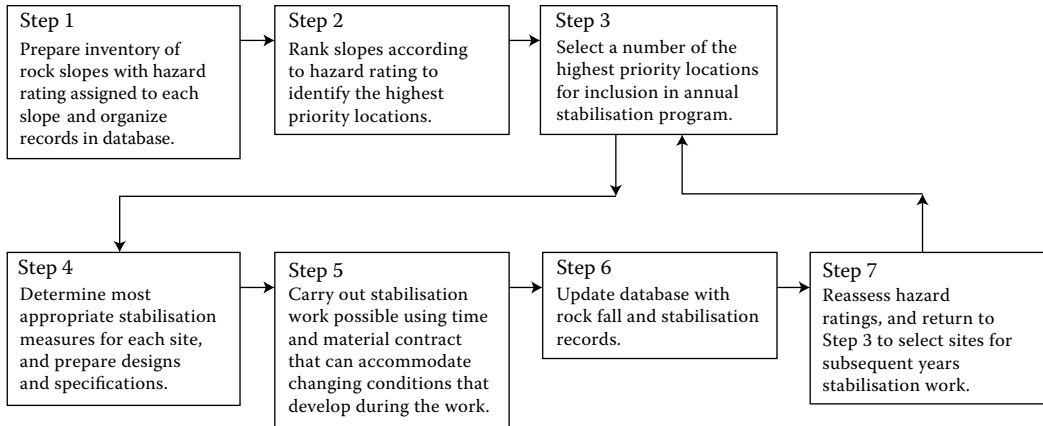 Step 1
Prepare inventory of
rock slopes with hazard
rating assigned to each
slope and organize
records in database.
Step 2
Rank slopes according
to hazard rating to
identify the highest
priority locations.
Step 3
Select a number of the
highest priority locations
for inclusion in annual
stabilisation program.
Step 4
Determine most
appropriate stabilisation
measures for each site,
and prepare designs
and specifications.
Step 5
Carry out stabilisation
work possible using time
and material contract
that can accommodate
changing conditions that
develop during the work.
Step 6
Update database with
rock fall and stabilisation
records.
Step 7
Reassess hazard
ratings, and return to
Step 3 to select sites for
subsequent years
stabilisation work.